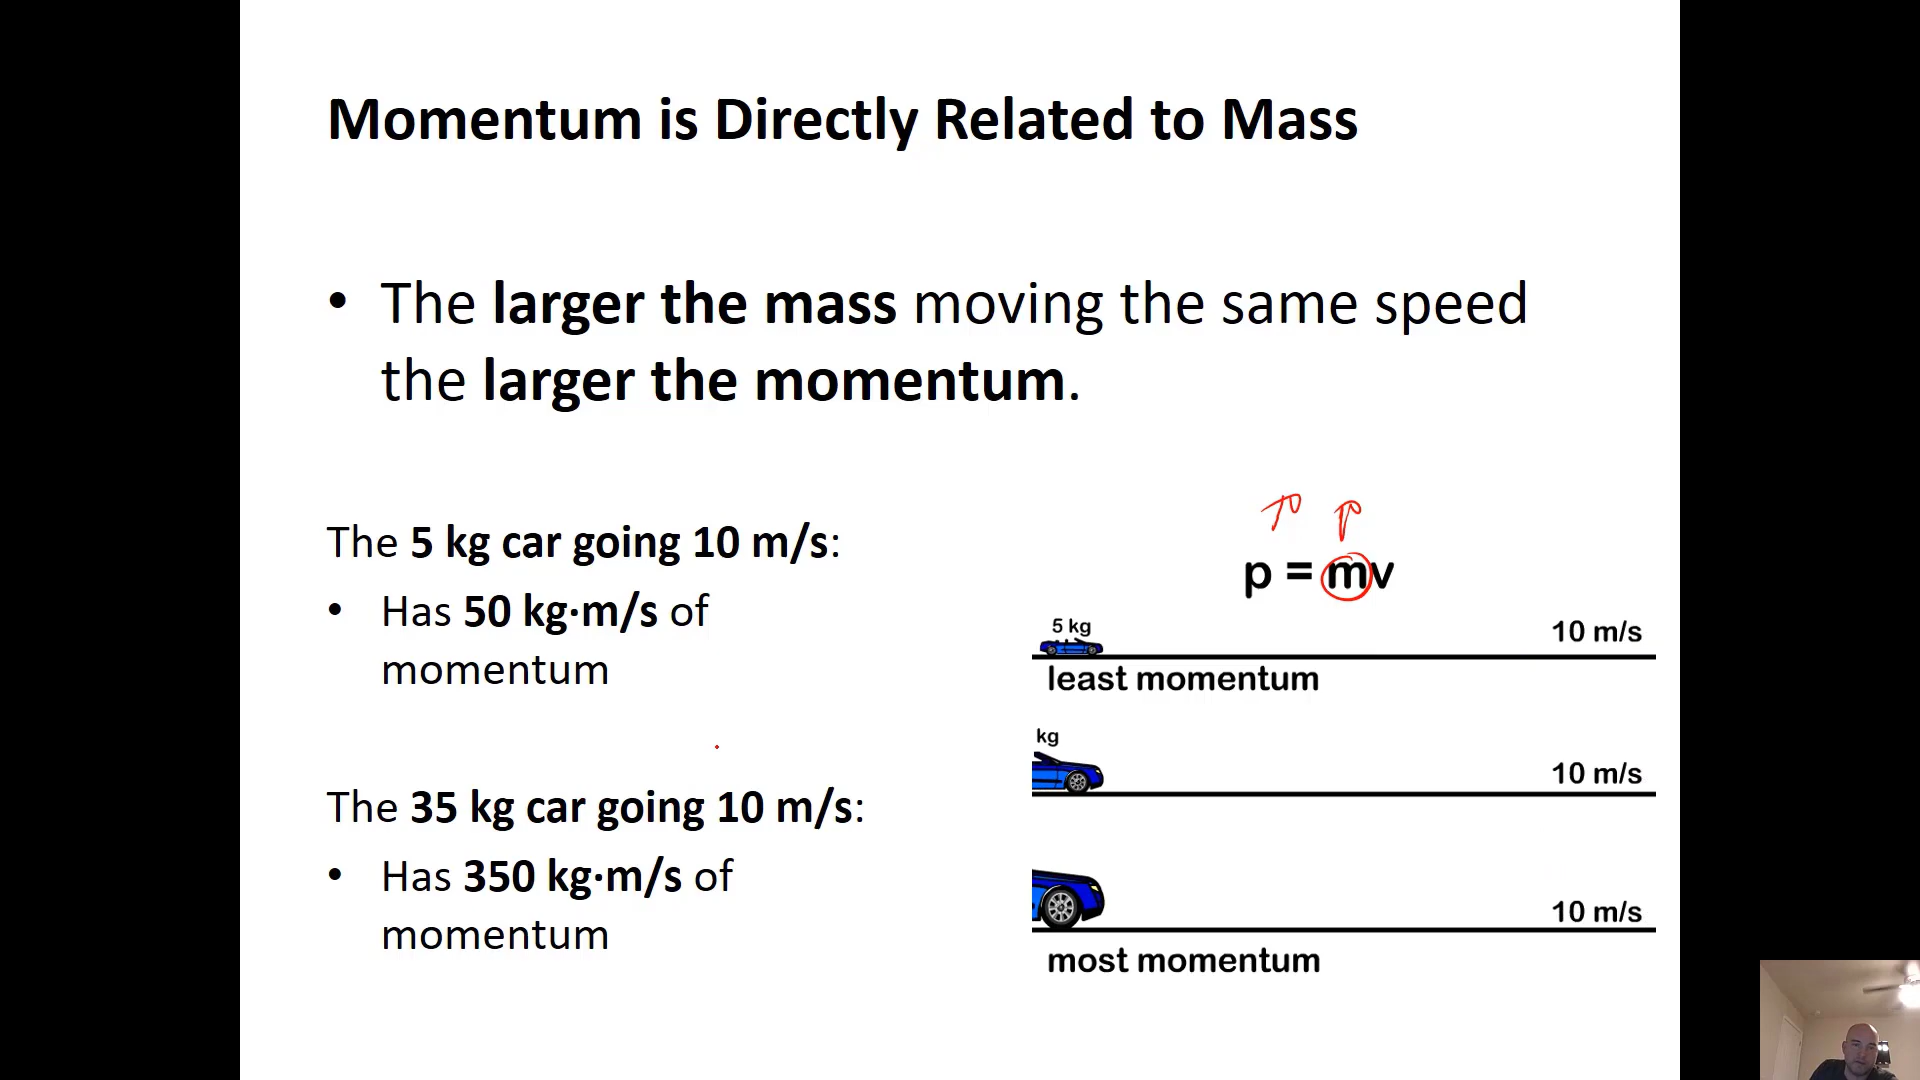 Momentum is Directly Related to Mass
• The larger the mass moving the same speed
the larger the momentum.
The 5 kg car going 10 m/s:
• Has 50 kg·m/s of
momentum
The 35 kg car going 10 m/s:
• Has 350 kg·m/s of
momentum
p = mv
5 kg
10 m/s
least momentum
kg
10 m/s
10 m/s
most momentum